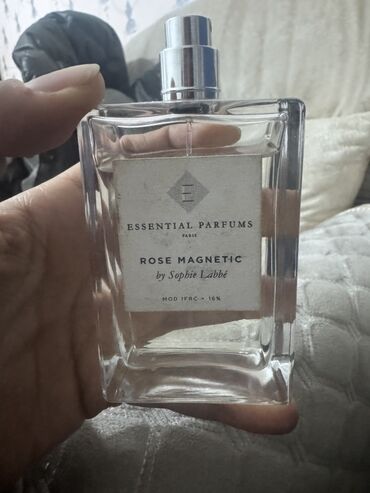 E
ESSENTIAL PARFUMS
PARIS
ROSE MAGNETIC
by Sophie Labbé
MOD IFRC • 16%